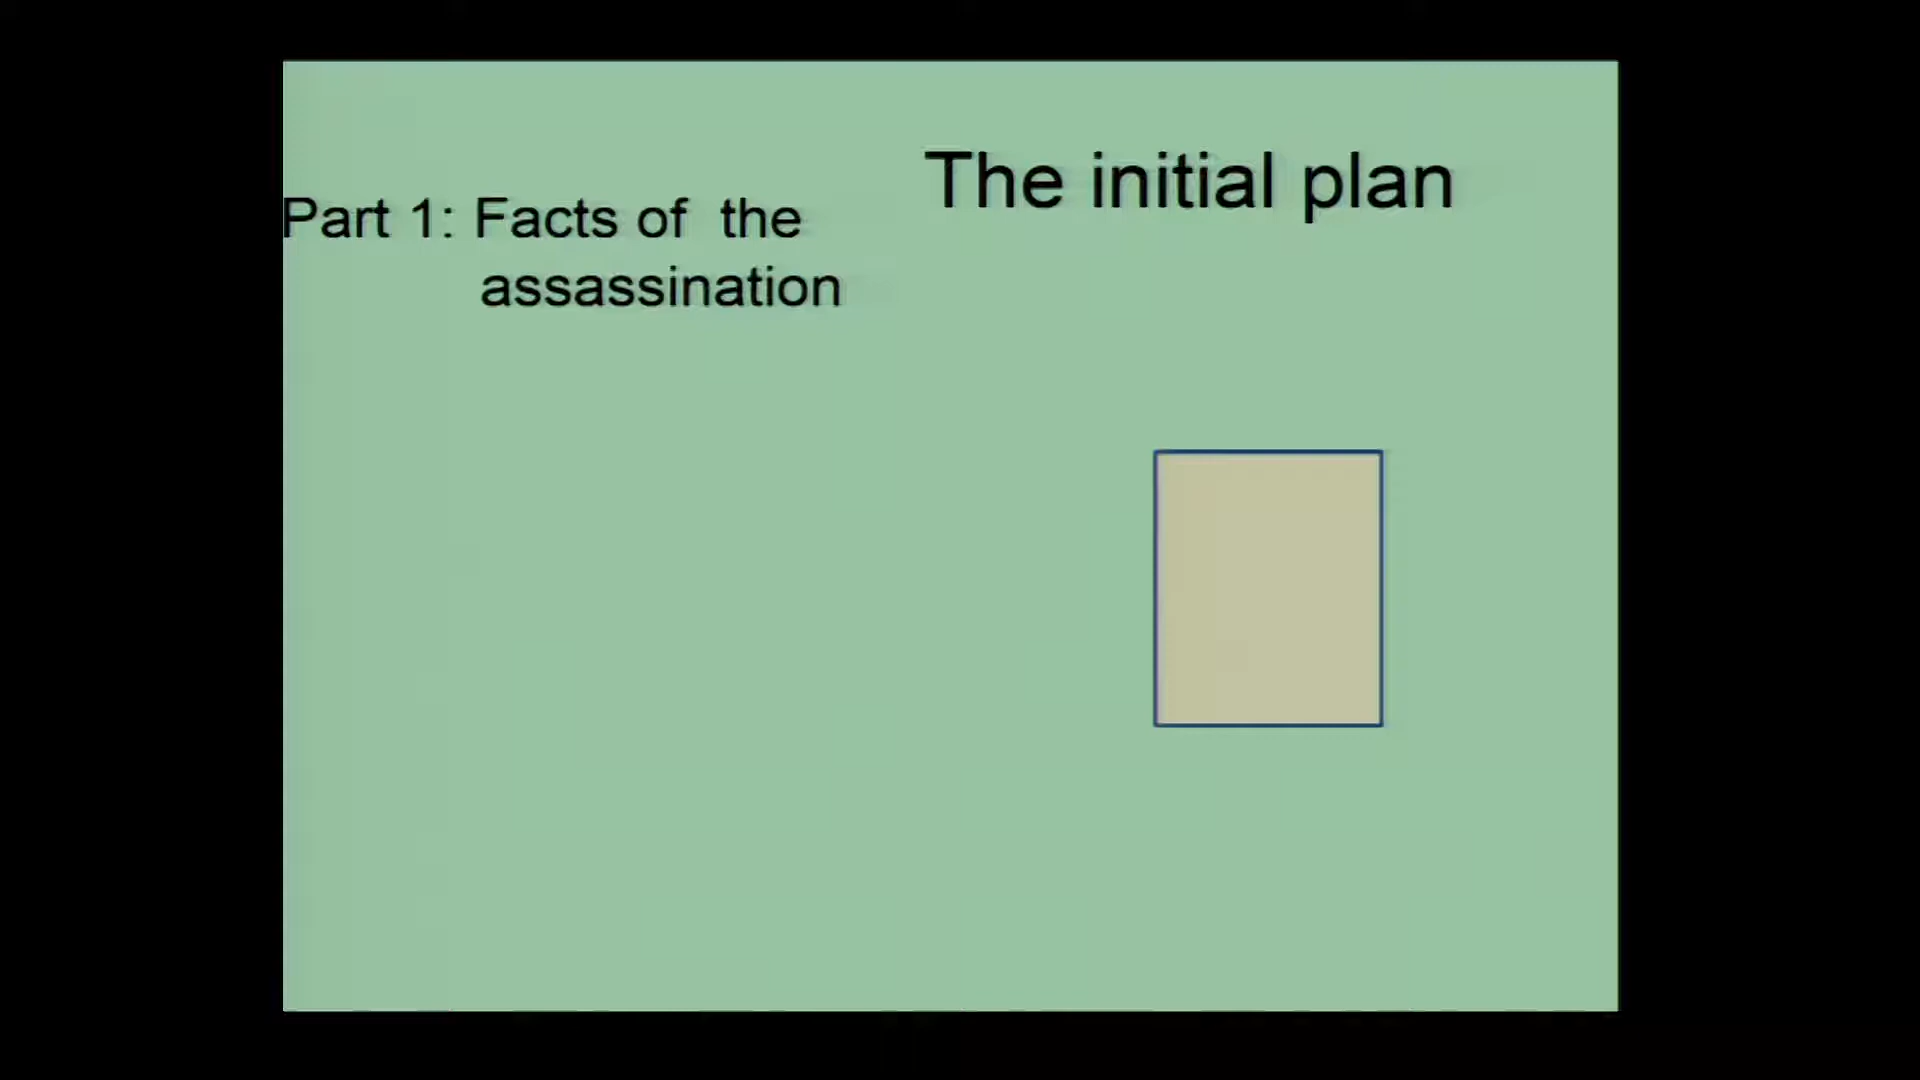 The initial plan
Part 1: Facts of the
assassination